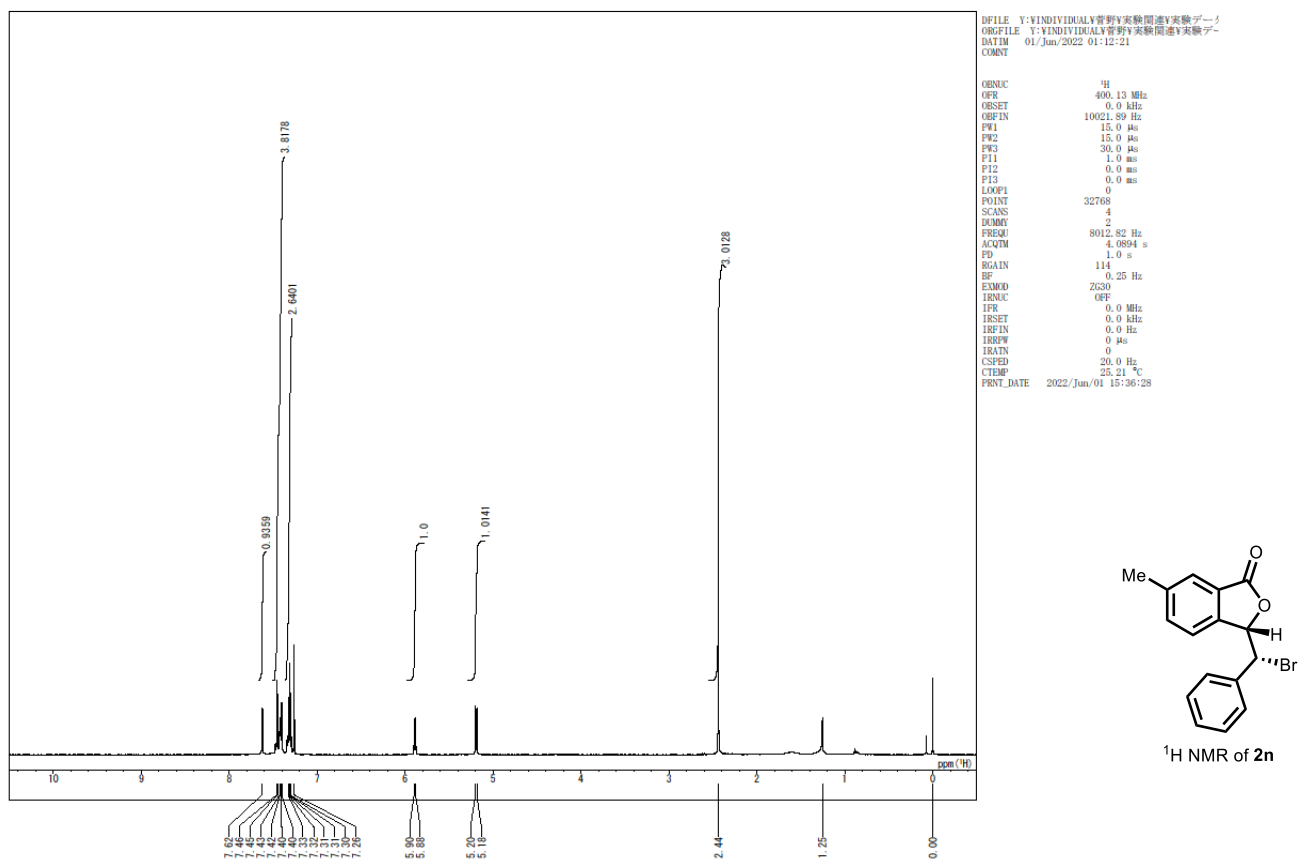 DFILE Y:¥INDIVIDUAL¥菅野¥実験関連¥実験データ
ORGFILE Y:¥INDIVIDUAL¥菅野¥実験関連¥実験デー
DATIM 01/Jun/2022 01:12:21
COMNT
OBNUC 1H
OFR 400.13 MHz
OBSET 0.0 kHz
OBFIN 10021.89 Hz
PW1 15.0 µs
PW2 15.0 µs
PW3 30.0 µs
PI1 1.0 ms
PI2 0.0 ms
PI3 0.0 ms
LOOP1 0
POINT 32768
SCANS 4
DUMMY 2
FREQU 8012.82 Hz
ACQTM 4.0894 s
PD 1.0 s
RGAIN 114
BF 0.25 Hz
EXMOD ZG30
IRNUC OFF
IFR 0.0 MHz
IRSET 0.0 kHz
IRFIN 0.0 Hz
IRRPW 0 µs
IRATN 0
CSPED 20.0 Hz
CTEMP 25.21 °C
PRNT_DATE 2022/Jun/01 15:36:28
0.9359
3.8178
2.6401
1.0
1.0141
3.0128
10 9 8 7 6 5 4 3 2 1 0
ppm (1H)
7.62
7.46
7.45
7.43
7.42
7.40
7.40
7.33
7.32
7.31
7.31
7.30
7.26
5.90
5.88
5.20
5.18
2.44
1.25
0.00
O
Me
O
H
Br
1H NMR of 2n